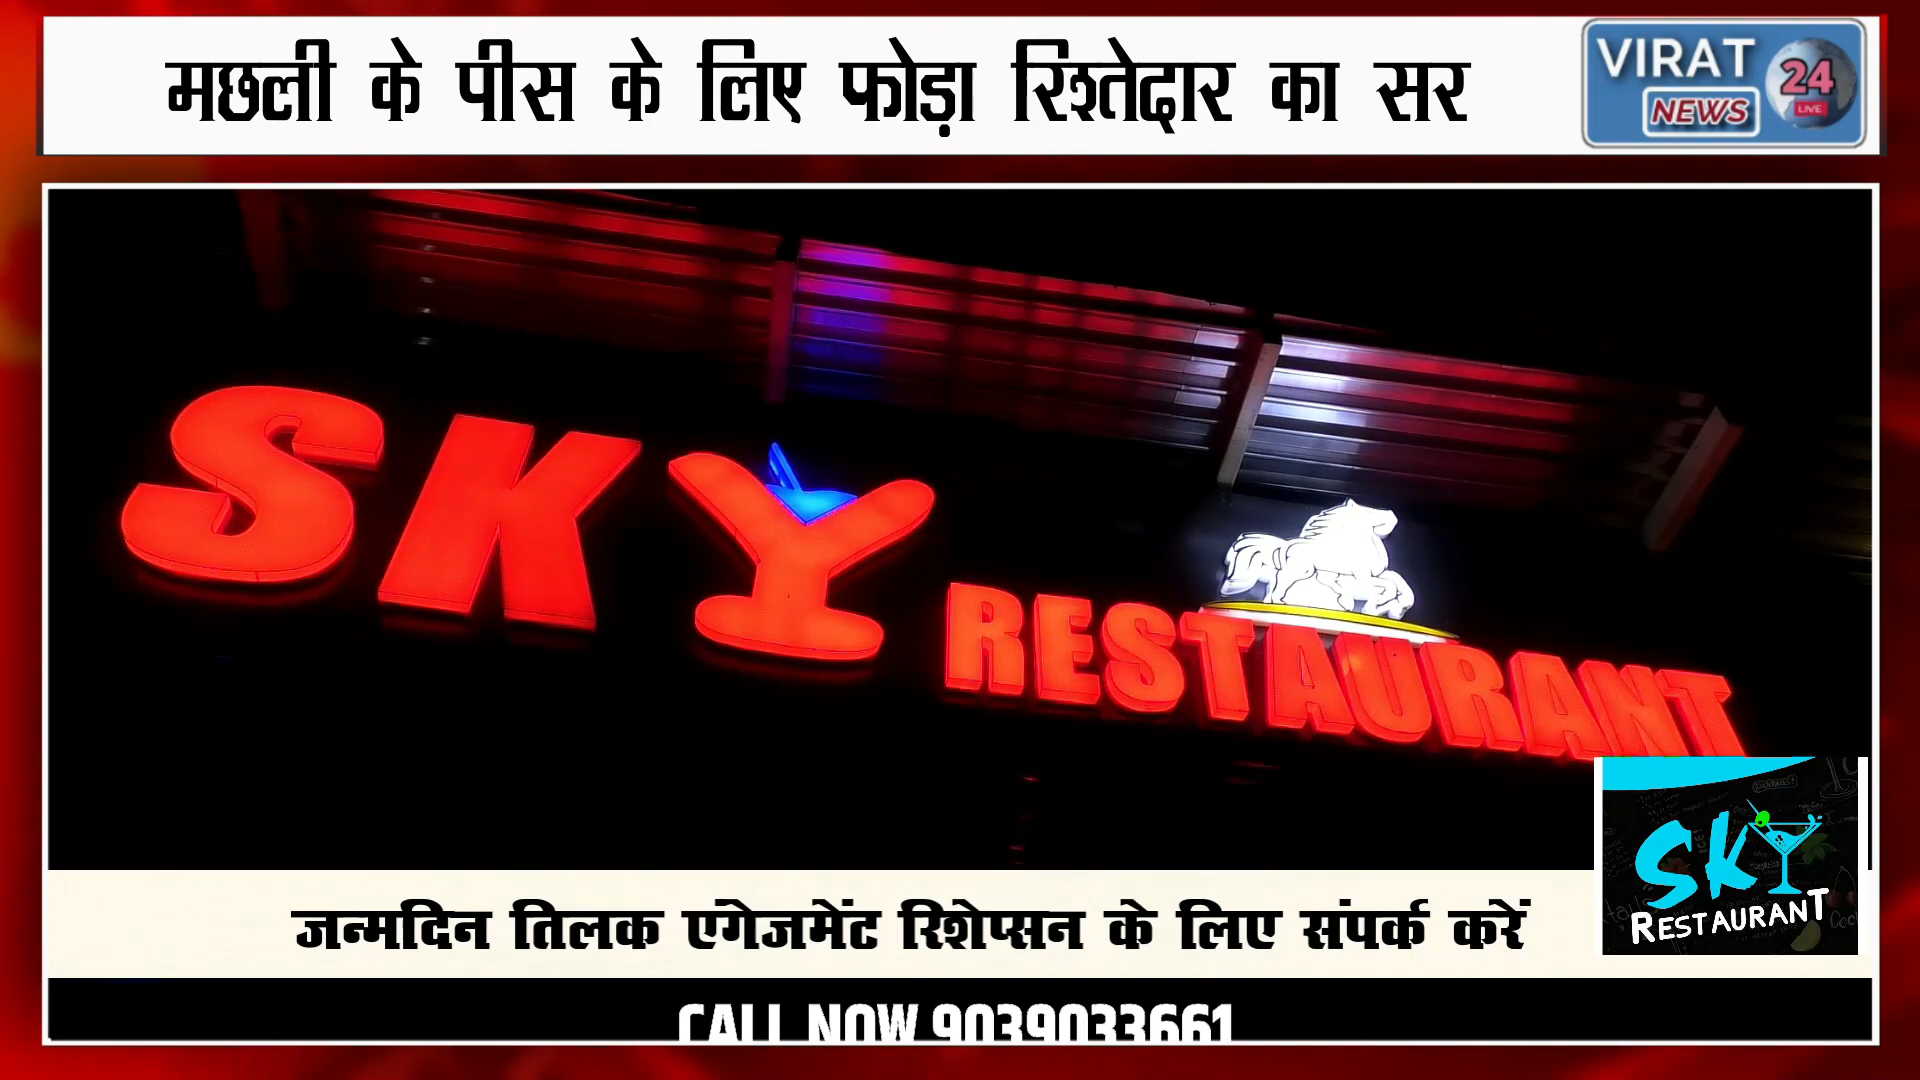 मछली के पीस के लिए फोड़ा रिश्तेदार का सर
VIRAT
24
NEWS
LIVE
SKY
RESTAURANT
SKY
RESTAURANT
जन्मदिन तिलक एंगेजमेंट रिशेप्सन के लिए संपर्क करें
CALL NOW 9039033661